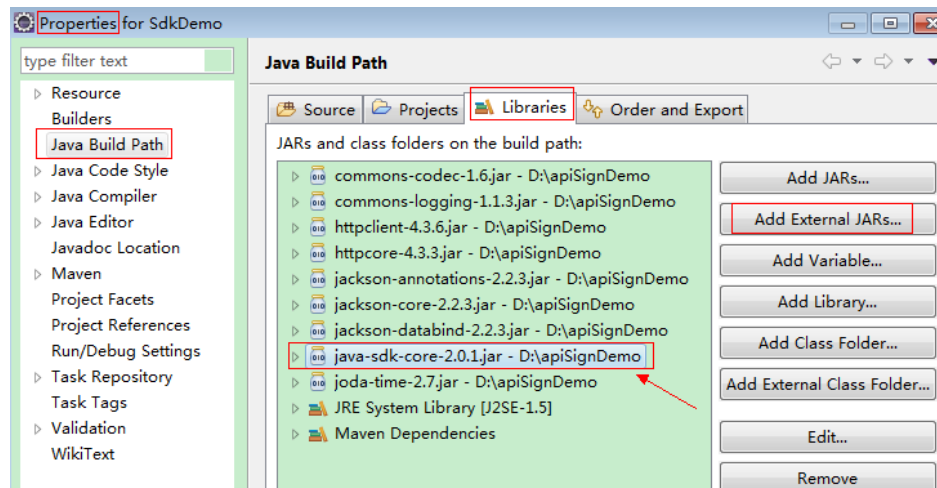 Properties for SdkDemo
type filter text
Resource
Builders
Java Build Path
Java Code Style
Java Compiler
Java Editor
Javadoc Location
Maven
Project Facets
Project References
Run/Debug Settings
Task Repository
Task Tags
Validation
WikiText
Java Build Path
Source Projects Libraries Order and Export
JARs and class folders on the build path:
commons-codec-1.6.jar - D:\apiSignDemo
commons-logging-1.1.3.jar - D:\apiSignDemo
httpclient-4.3.6.jar - D:\apiSignDemo
httpcore-4.3.3.jar - D:\apiSignDemo
jackson-annotations-2.2.3.jar - D:\apiSignDemo
jackson-core-2.2.3.jar - D:\apiSignDemo
jackson-databind-2.2.3.jar - D:\apiSignDemo
java-sdk-core-2.0.1.jar - D:\apiSignDemo
joda-time-2.7.jar - D:\apiSignDemo
JRE System Library [J2SE-1.5]
Maven Dependencies
Add JARs...
Add External JARs...
Add Variable...
Add Library...
Add Class Folder...
Add External Class Folder...
Edit...
Remove